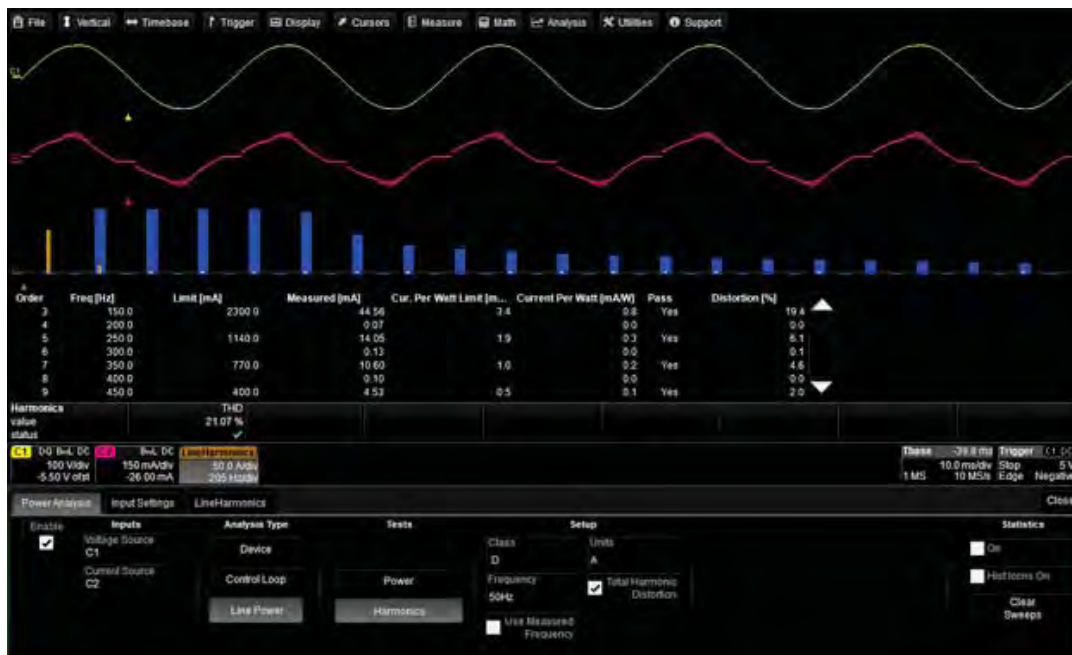 File Vertical Timebase Trigger Display Cursors Measure Math Analysis Utilities Support
C1
Order Freq [Hz] Limit [mA] Measured [mA] Cur. Per Watt Limit [m... Current Per Watt [mA/W] Pass Distortion [%]
3 150.0 2300.0 44.56 3.4 0.8 Yes 19.4
4 200.0 0.07 0.0 0.0
5 250.0 1140.0 14.05 1.9 0.3 Yes 6.1
6 300.0 0.13 0.0 0.1
7 350.0 770.0 10.60 1.0 0.2 Yes 4.6
8 400.0 0.10 0.0 0.0
9 450.0 400.0 4.53 0.5 0.1 Yes 2.0
Harmonics THD
value 21.07 %
status
C1 DQ BwL DC C2 BwL DC LineHarmonics Tbase -39.8 ms Trigger C1 DC
100 V/div 150 mA/div 50.0 A/div 10.0 ms/div Stop 5 V
-5.50 V ofst -26.00 mA 205 Hz/div 1 MS 10 MS/s Edge Negative
Power Analysis Input Settings LineHarmonics Close
Enable Inputs Analysis Type Tests Setup Statistics
Voltage Source
C1
Current Source
C2
Device
Control Loop
Line Power
Power
Harmonics
Class
D
Units
A
Frequency
50Hz
Total Harmonic
Distortion
Use Measured
Frequency
On
Histicons On
Clear
Sweeps